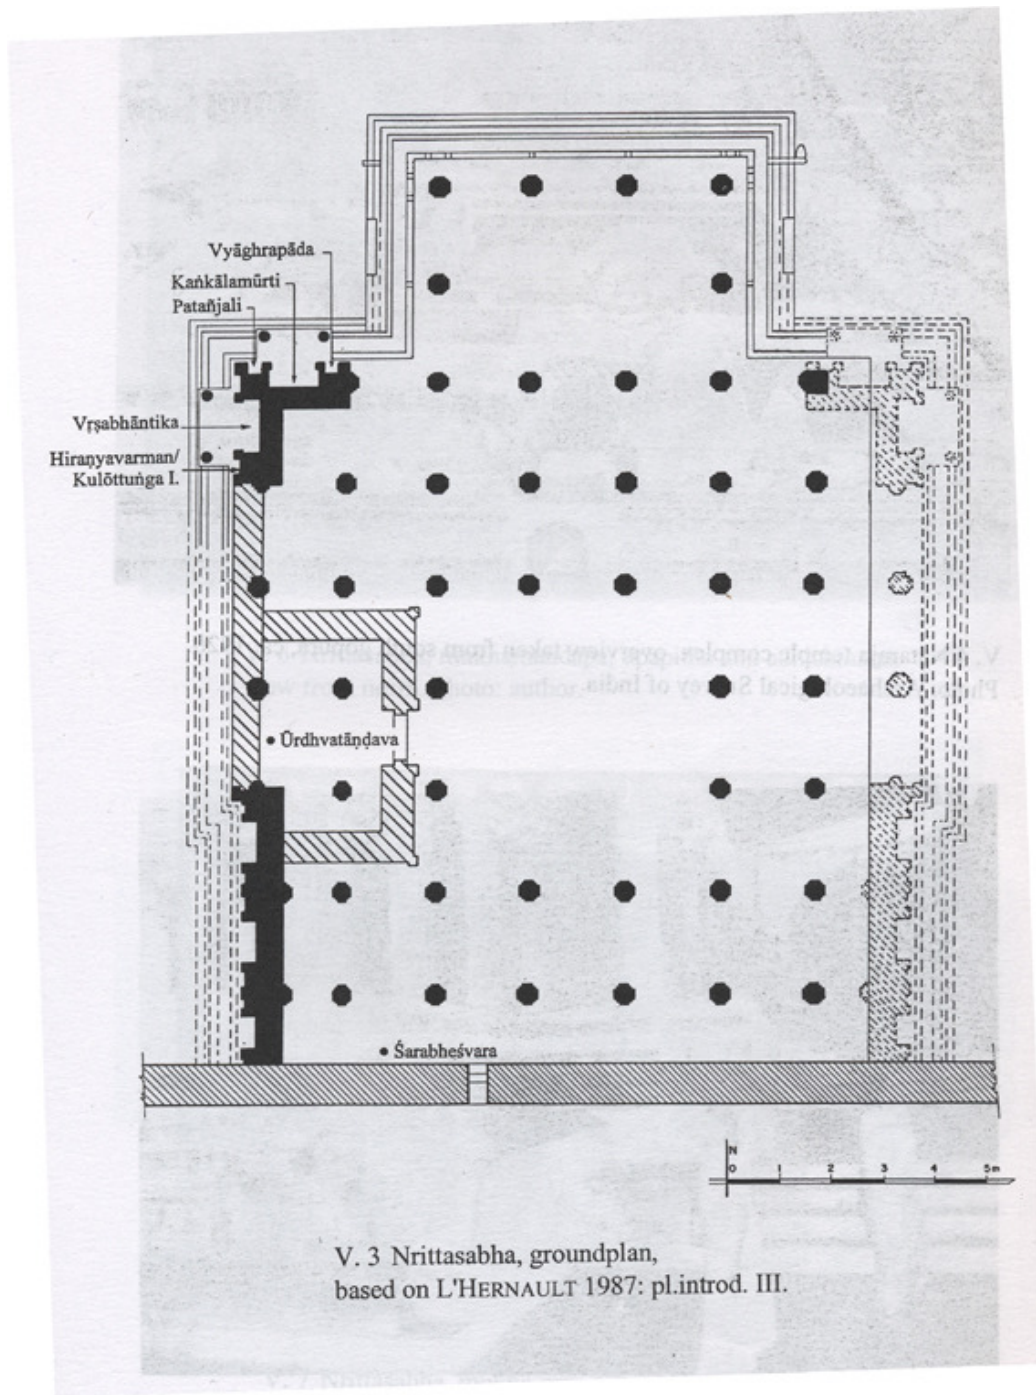 Vyāghrapāda
Kaṅkālamūrti
Patañjali
Vṛṣabhāntika
Hiraṇyavarman/
Kulōttuṅga I.
Ūrdhvatāṇḍava
Śarabheśvara
N
0 1 2 3 4 5m
V. 3 Nrittasabha, groundplan,
based on L'HERNAULT 1987: pl.introd. III.